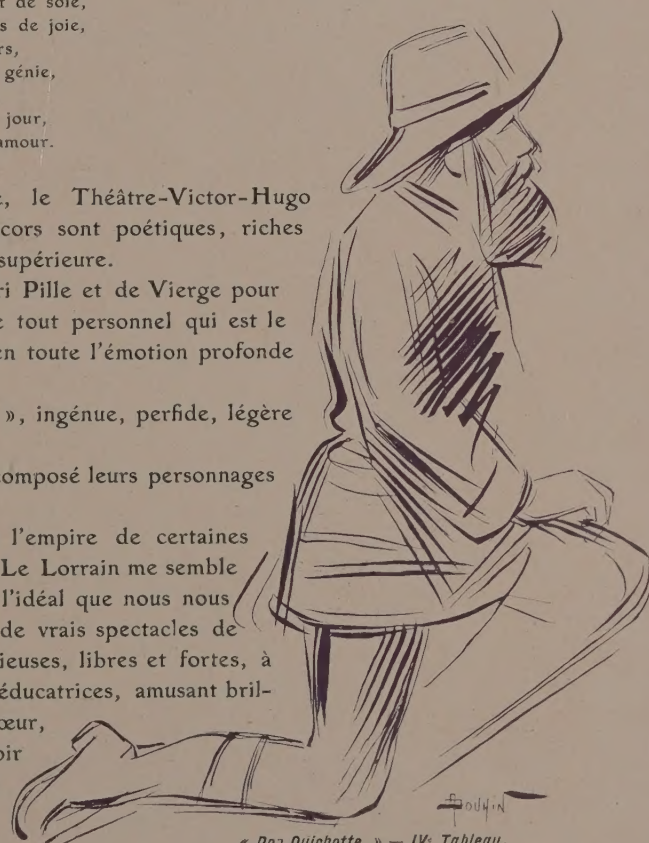 de soie,
s de joie,
rs,
génie,
jour,
amour.
, le Théâtre-Victor-Hugo
cors sont poétiques, riches
supérieure.
ri Pille et de Vierge pour
e tout personnel qui est le
en toute l'émotion profonde
», ingénue, perfide, légère
omposé leurs personnages
l'empire de certaines
Le Lorrain me semble
l'idéal que nous nous
de vrais spectacles de
ieuses, libres et fortes, à
éducatrices, amusant bril-
œur,
oir
« Don Quichotte. » — IVe Tableau